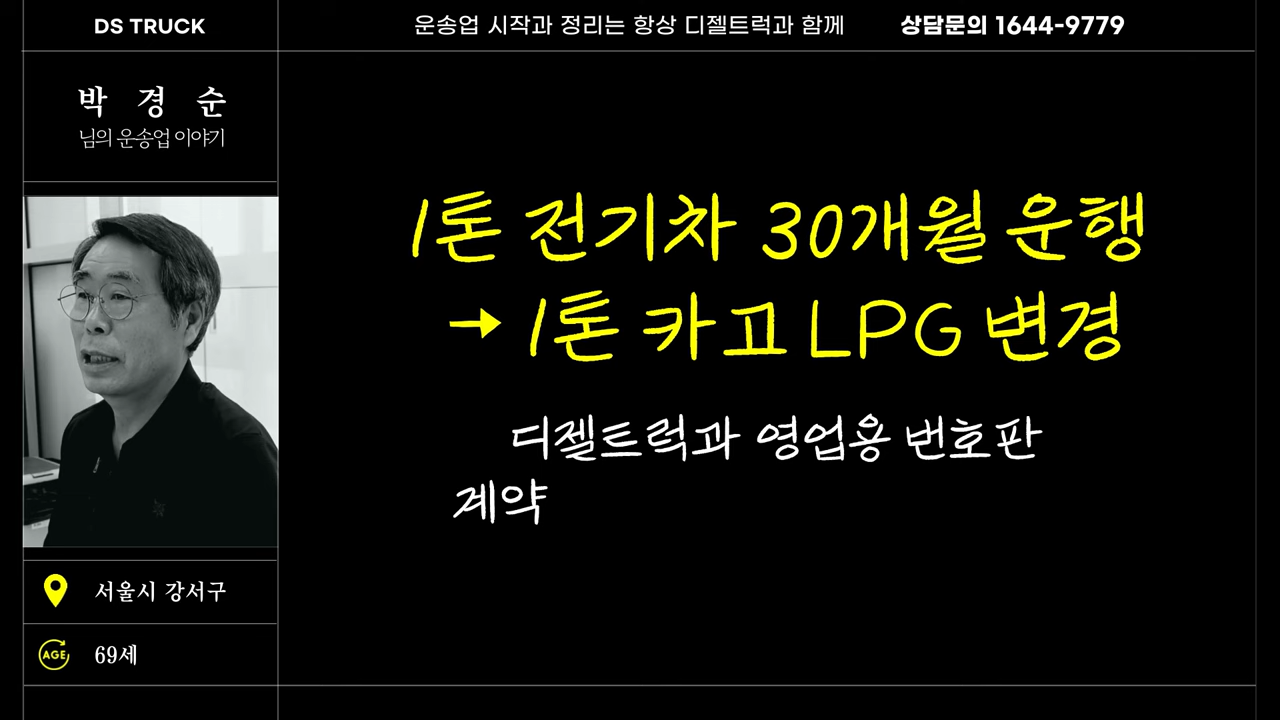 DS TRUCK
운송업 시작과 정리는 항상 디젤트럭과 함께 상담문의 1644-9779
박 경 순
님의 운송업 이야기
1톤 전기차 30개월 운행
→ 1톤 카고 LPG 변경
디젤트럭과 영업용 번호판
계약
서울시 강서구
AGE 69세